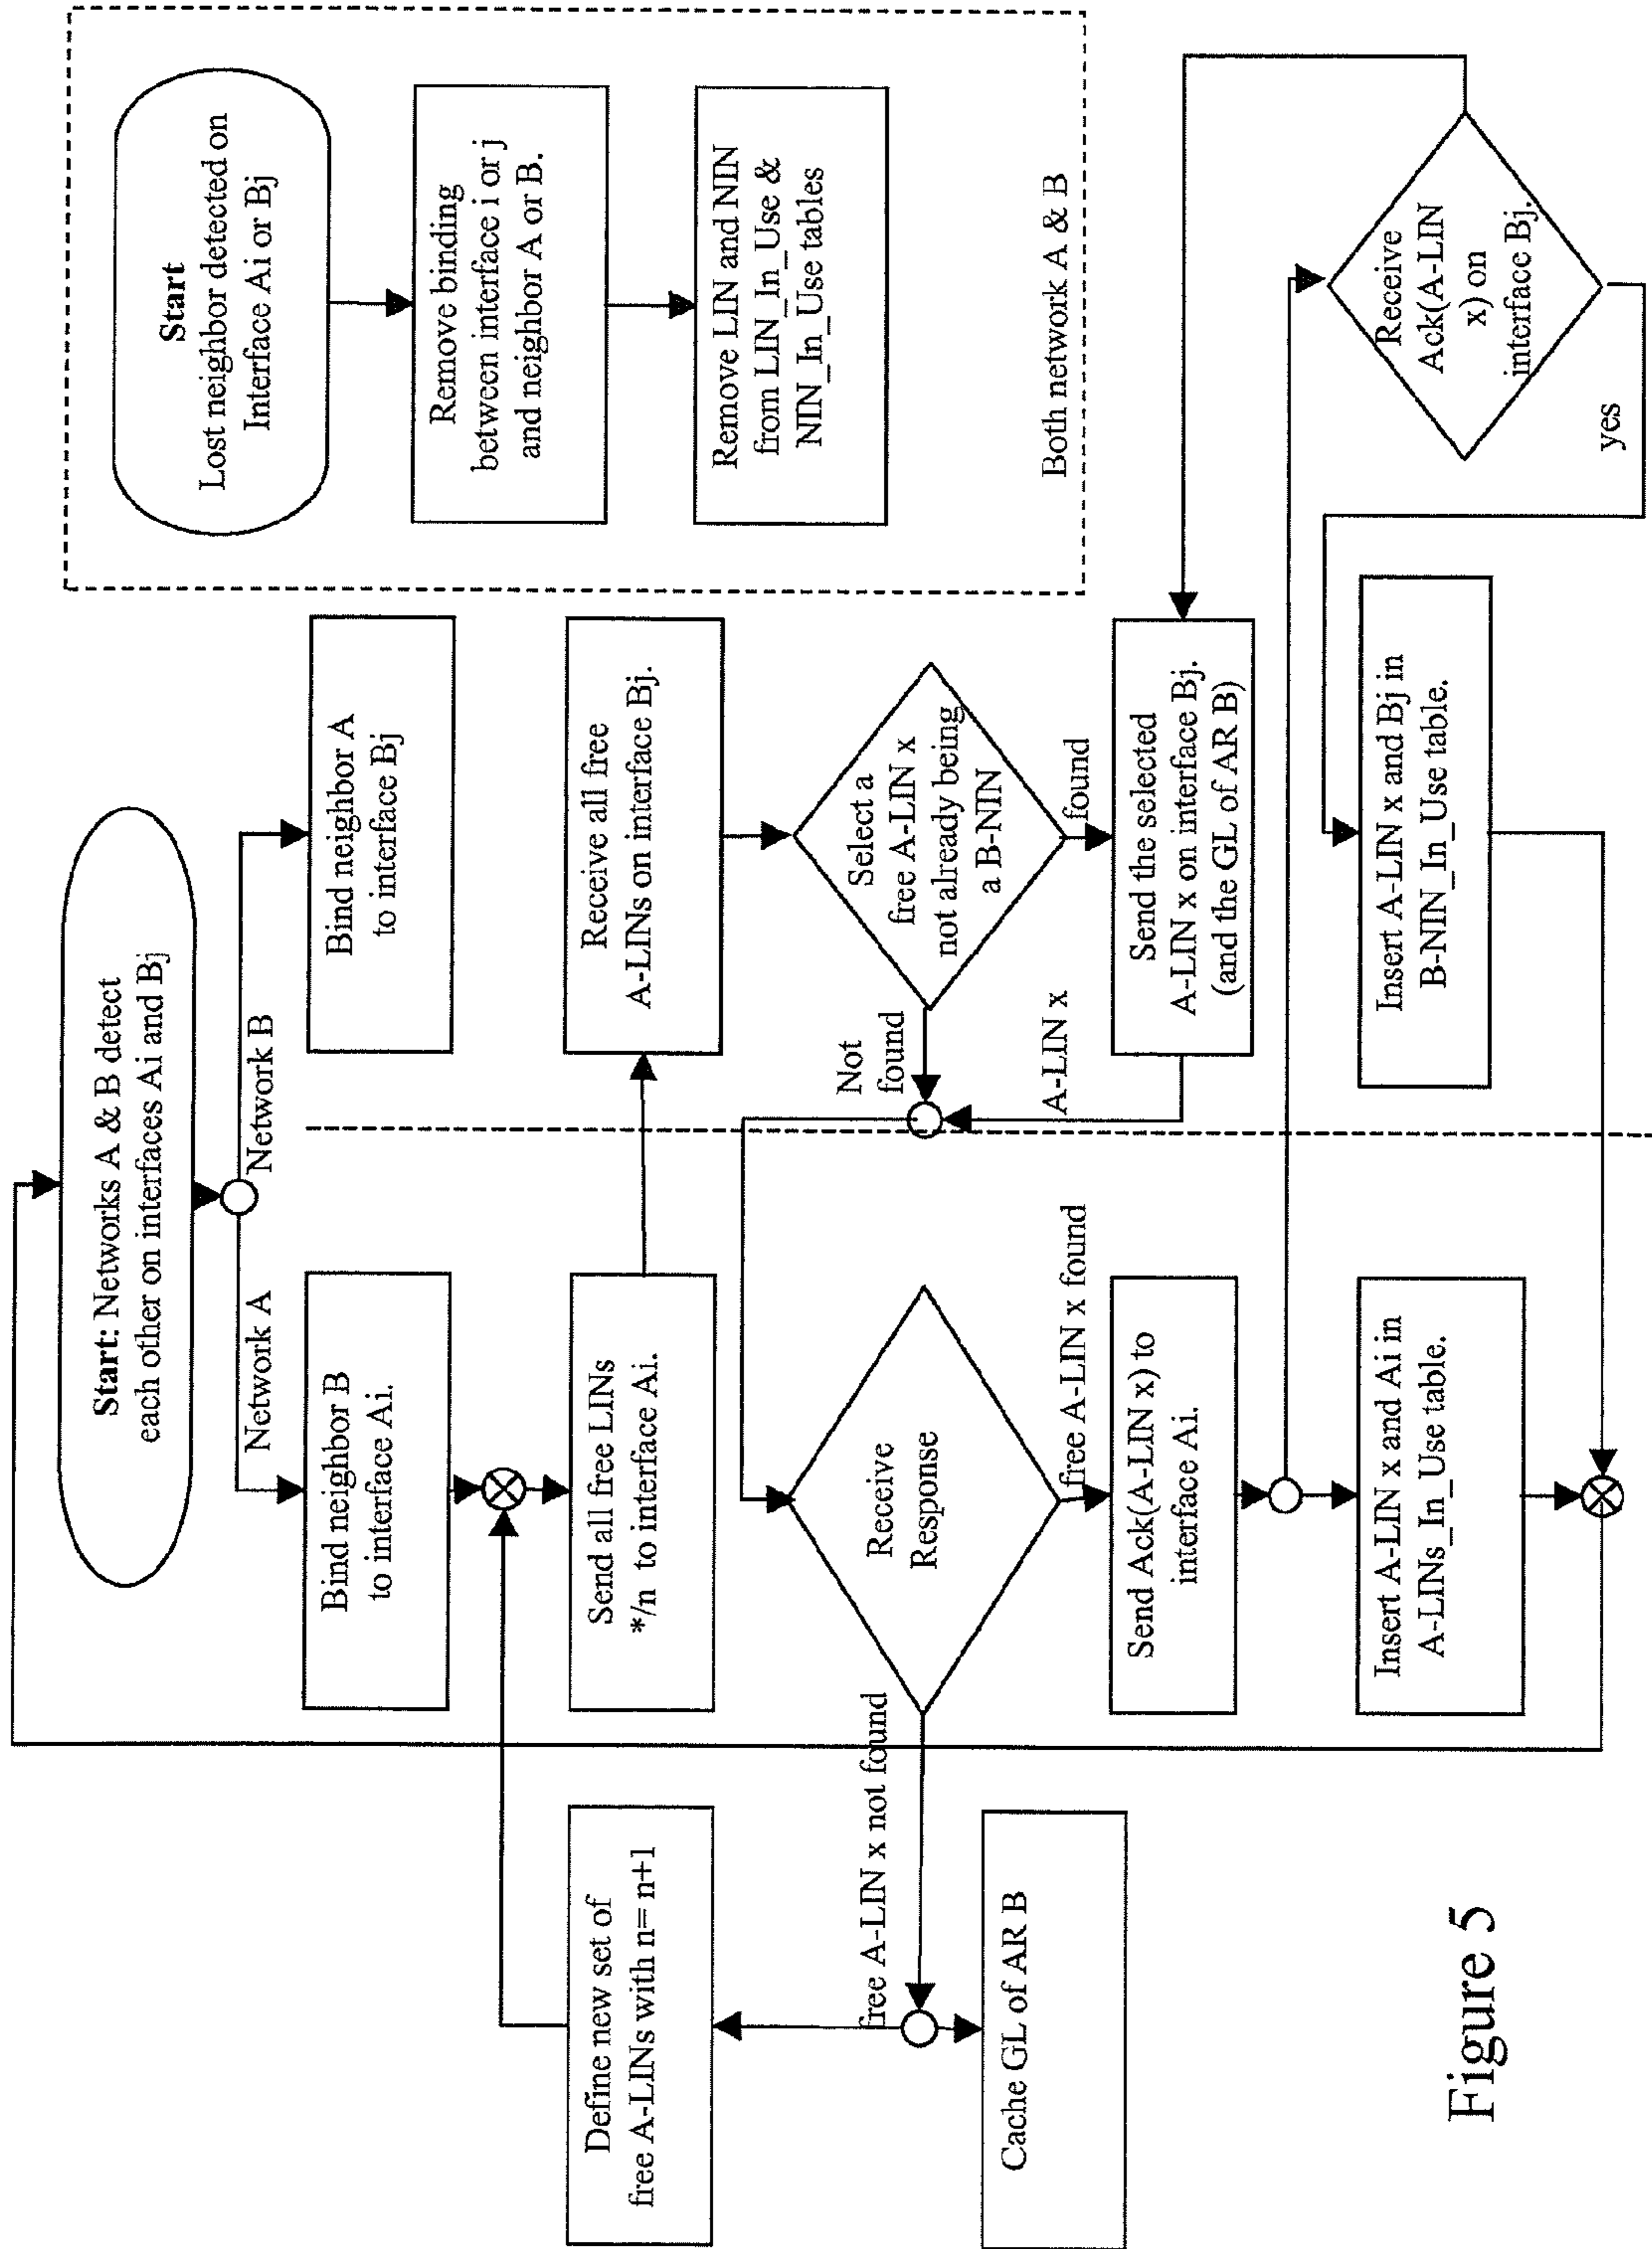 Start: Networks A & B detect
each other on interfaces Ai and Bj
Network A
Network B
Bind neighbor B
to interface Ai.
Bind neighbor A
to interface Bj
Define new set of
free A-LINs with n= n+1
Send all free LINs
*/n to interface Ai.
Receive all free
A-LINs on interface Bj.
free A-LIN x not found
Receive
Response
Not
found
Select a
free A-LIN x
not already being
a B-NIN
found
Cache GL of AR B
free A-LIN x found
A-LIN x
Send the selected
A-LIN x on interface Bj.
(and the GL of AR B)
Send Ack(A-LIN x) to
interface Ai.
Insert A-LIN x and Ai in
A-LINs_In_Use table.
Insert A-LIN x and Bj in
B-NIN_In_Use table.
Receive
Ack(A-LIN
x) on
interface Bj.
yes
Start
Lost neighbor detected on
Interface Ai or Bj
Remove binding
between interface i or j
and neighbor A or B.
Remove LIN and NIN
from LIN_In_Use &
NIN_In_Use tables
Both network A & B
Figure 5